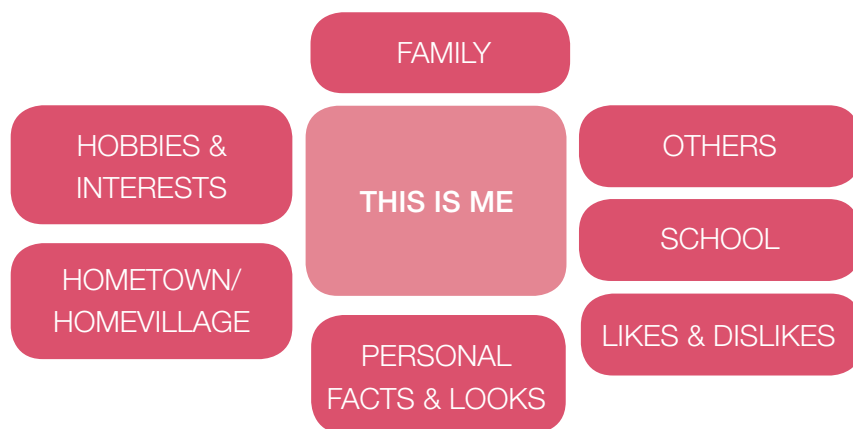 FAMILY
HOBBIES &
INTERESTS
THIS IS ME
OTHERS
SCHOOL
HOMETOWN/
HOMEVILLAGE
LIKES & DISLIKES
PERSONAL
FACTS & LOOKS